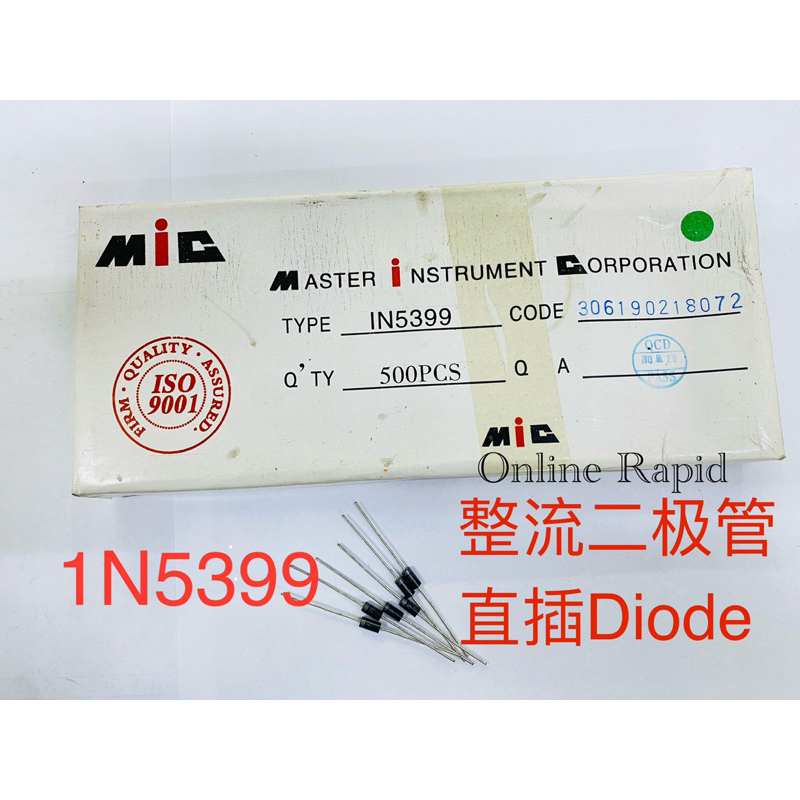 MiC
MASTER iNSTRUMENT CORPORATION
TYPE IN5399 CODE 306190218072
Q'TY 500PCS Q A
QCD
PASS
FIRM · QUALITY · ASSURED.
ISO
9001
MiC
Online Rapid
整流二极管
1N5399
直插Diode